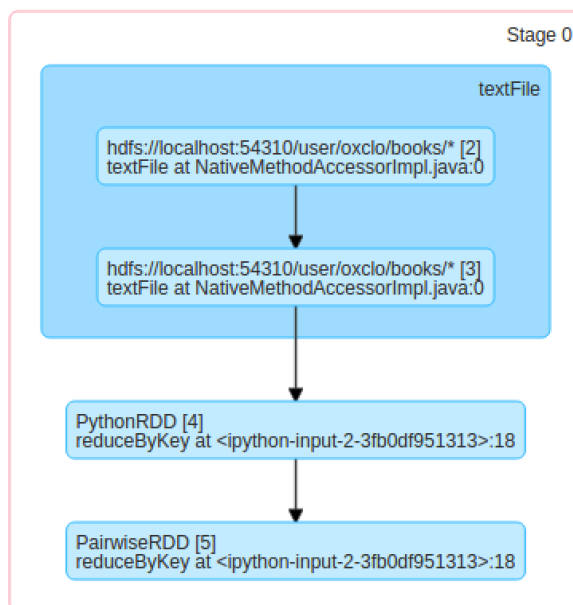 Stage 0
textFile
hdfs://localhost:54310/user/oxclo/books/* [2]
textFile at NativeMethodAccessorImpl.java:0
hdfs://localhost:54310/user/oxclo/books/* [3]
textFile at NativeMethodAccessorImpl.java:0
PythonRDD [4]
reduceByKey at <ipython-input-2-3fb0df951313>:18
PairwiseRDD [5]
reduceByKey at <ipython-input-2-3fb0df951313>:18